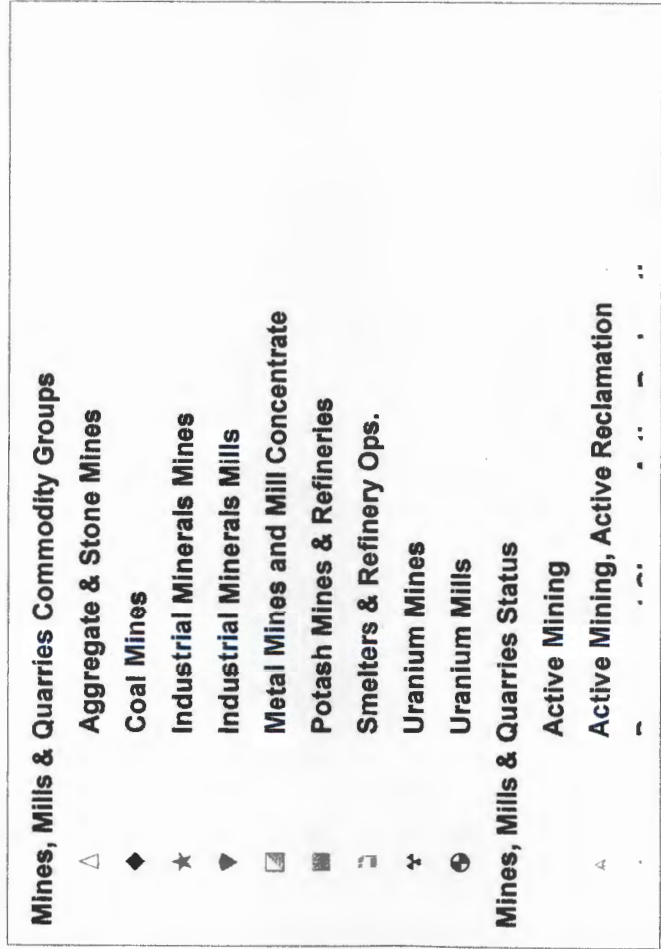 Mines, Mills & Quarries Commodity Groups
Aggregate & Stone Mines
Coal Mines
Industrial Minerals Mines
Industrial Minerals Mills
Metal Mines and Mill Concentrate
Potash Mines & Refineries
Smelters & Refinery Ops.
Uranium Mines
Uranium Mills
Mines, Mills & Quarries Status
Active Mining
Active Mining, Active Reclamation